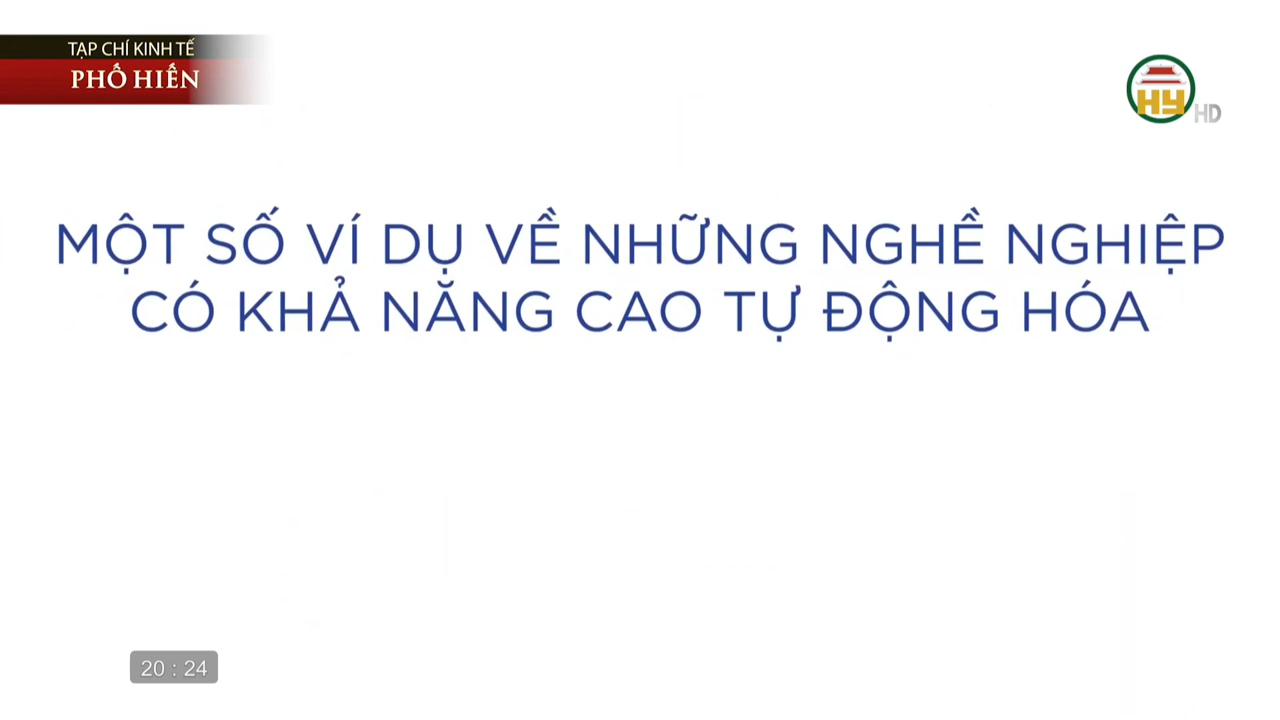 TẠP CHÍ KINH TẾ
PHỐ HIẾN
HY HD
MỘT SỐ VÍ DỤ VỀ NHỮNG NGHỀ NGHIỆP
CÓ KHẢ NĂNG CAO TỰ ĐỘNG HÓA
20 : 24